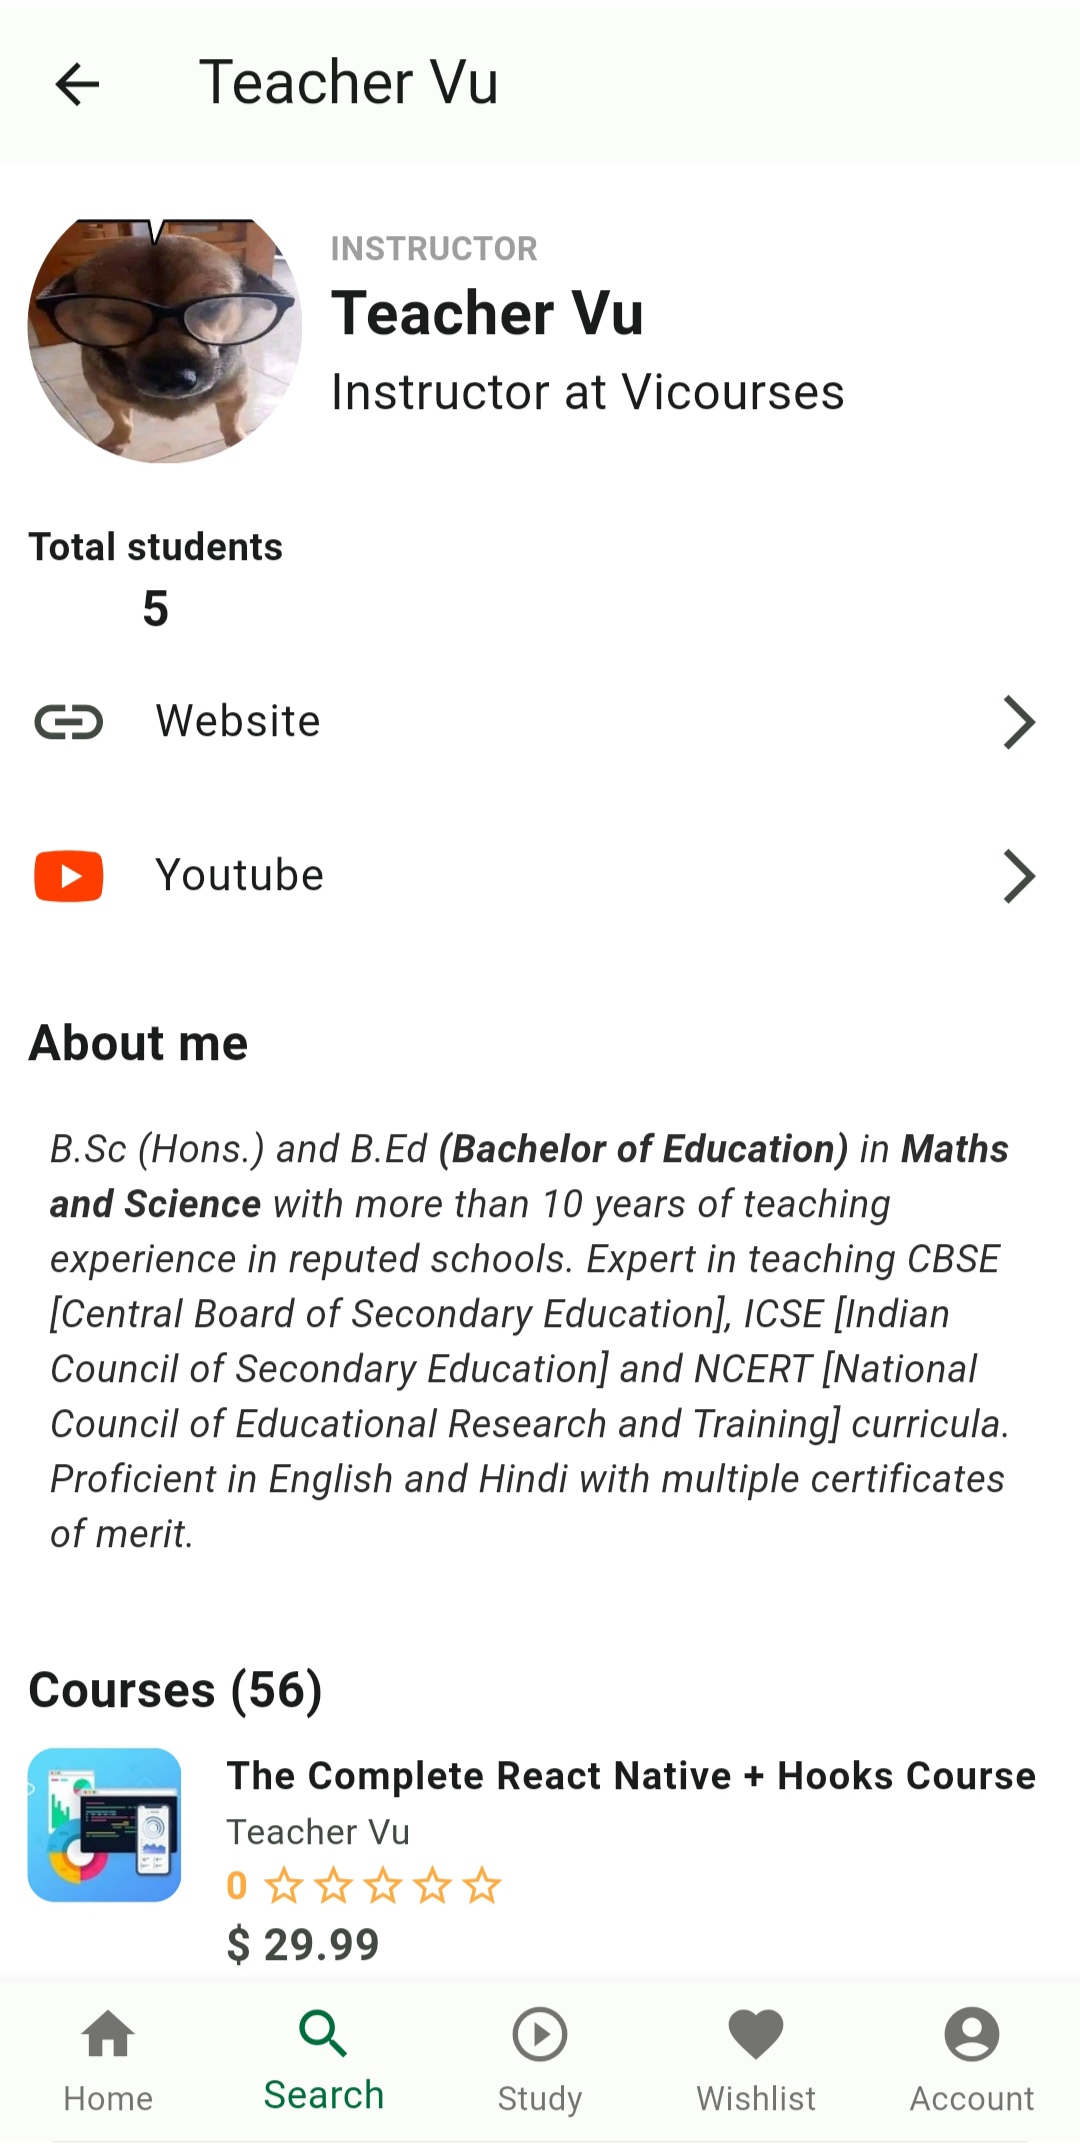 Teacher Vu
INSTRUCTOR
Teacher Vu
Instructor at Vicourses
Total students
5
Website
Youtube
About me
B.Sc (Hons.) and B.Ed (Bachelor of Education) in Maths
and Science with more than 10 years of teaching
experience in reputed schools. Expert in teaching CBSE
[Central Board of Secondary Education], ICSE [Indian
Council of Secondary Education] and NCERT [National
Council of Educational Research and Training] curricula.
Proficient in English and Hindi with multiple certificates
of merit.
Courses (56)
The Complete React Native + Hooks Course
Teacher Vu
0
$ 29.99
Home
Search
Study
Wishlist
Account